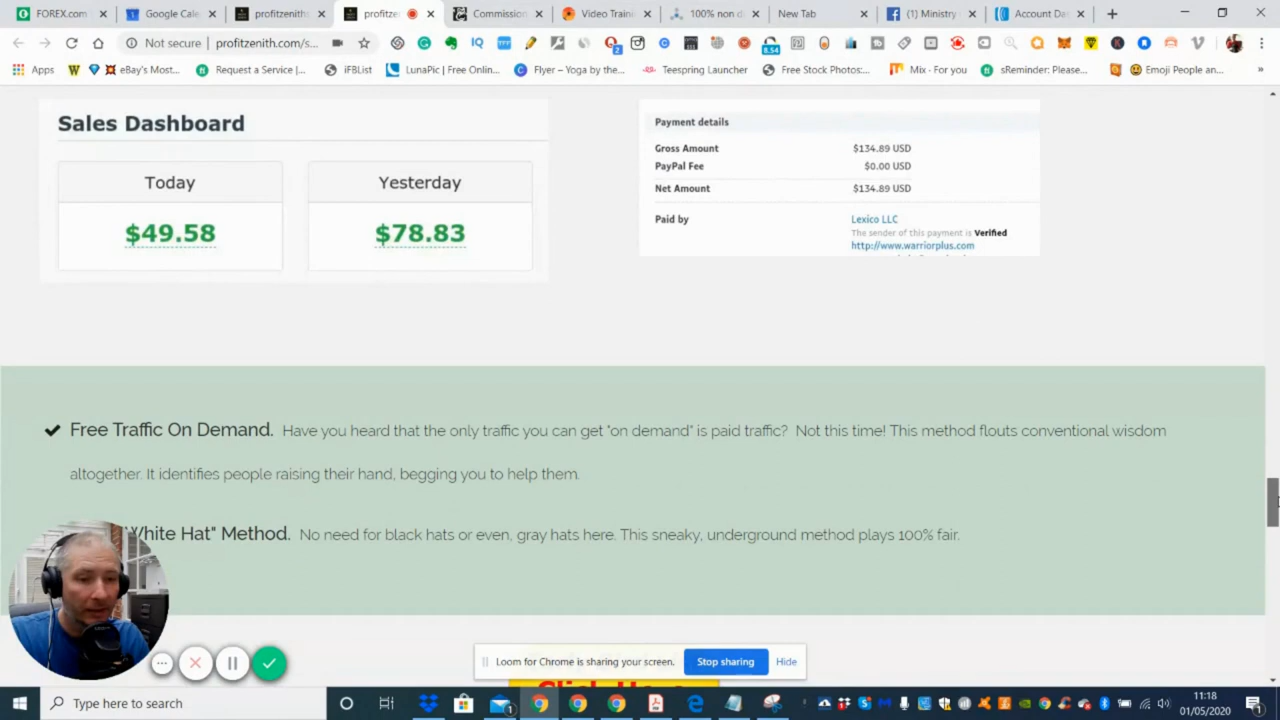 FOREX.com
Google Cale
profitzeniths
profitze
Commission
Video Traini
100% non d
New Tab
(1) Ministry
Account Das
Not secure
profitzenith.com/s...
2
8.54
Apps
eBay's Most...
Request a Service |...
iFBList
LunaPic | Free Onlin...
Flyer – Yoga by the...
Teespring Launcher
Free Stock Photos:...
Mix - For you
sReminder: Please...
Emoji People an...
Sales Dashboard
Today
Yesterday
$49.58
$78.83
Payment details
Gross Amount $134.89 USD
PayPal Fee $0.00 USD
Net Amount $134.89 USD
Paid by Lexico LLC
The sender of this payment is Verified
http://www.warriorplus.com
Free Traffic On Demand. Have you heard that the only traffic you can get "on demand" is paid traffic? Not this time! This method flouts conventional wisdom
altogether. It identifies people raising their hand, begging you to help them.
"White Hat" Method. No need for black hats or even, gray hats here. This sneaky, underground method plays 100% fair.
Loom for Chrome is sharing your screen.
Stop sharing
Hide
Type here to search
11:18
01/05/2020